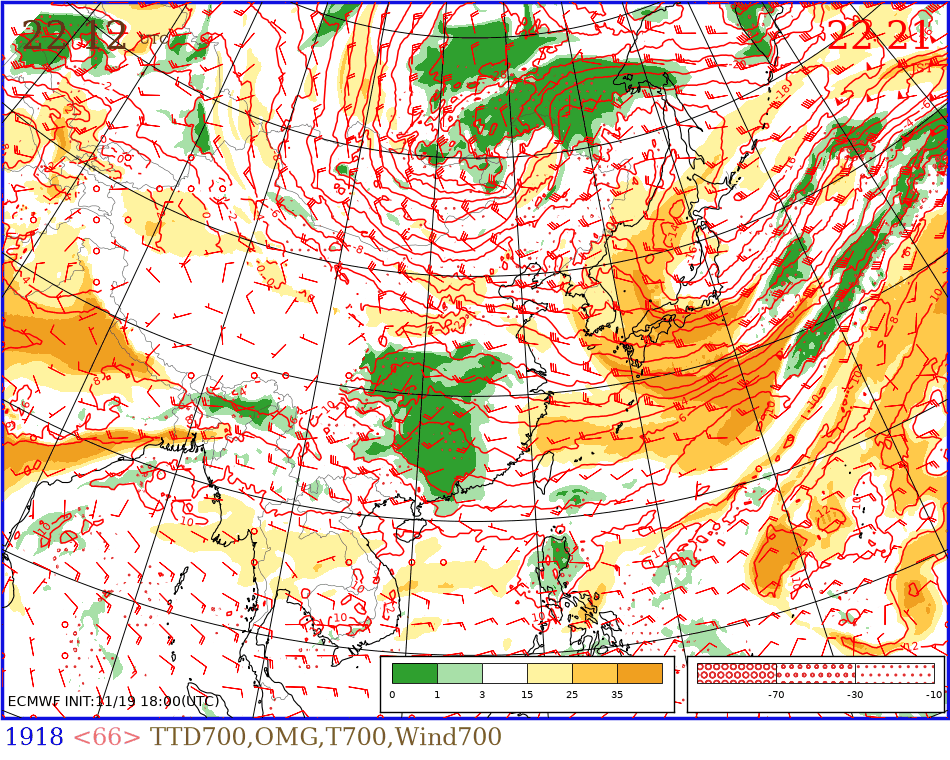 22 12 UTC
22 21
ECMWF INIT:11/19 18:00(UTC)
0 1 3 15 25 35
-70 -30 -10
1918 <66> TTD700,OMG,T700,Wind700